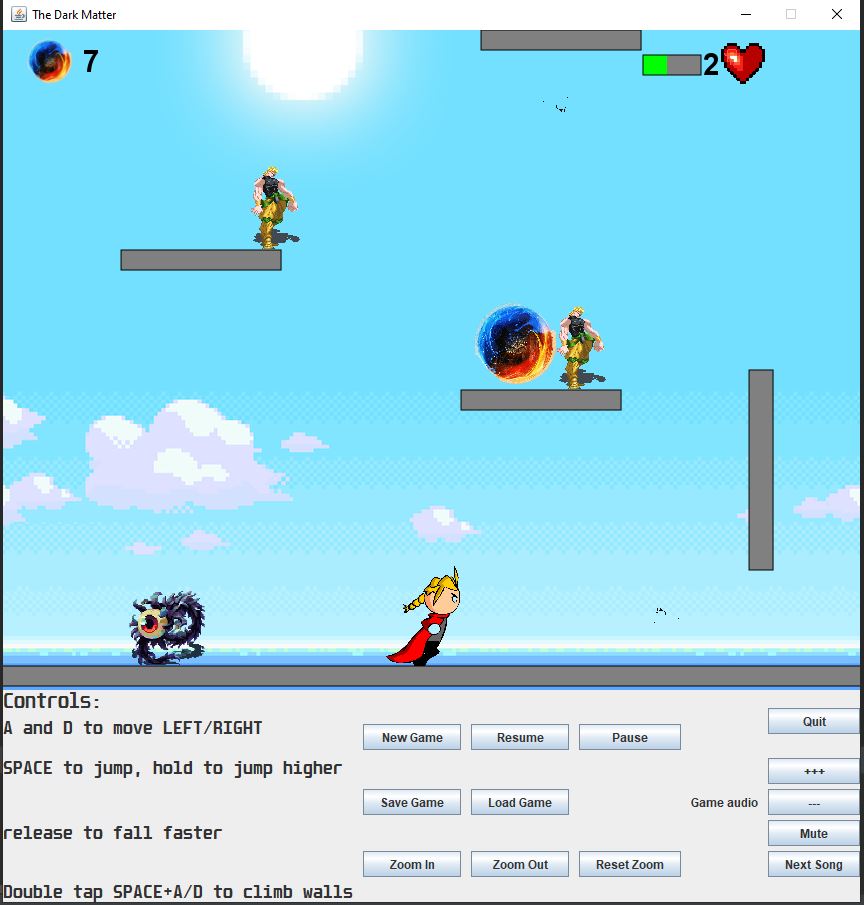 The Dark Matter
7
2
Controls:
A and D to move LEFT/RIGHT
New Game Resume Pause
Quit
SPACE to jump, hold to jump higher
+++
Save Game Load Game
Game audio ---
release to fall faster
Mute
Zoom In Zoom Out Reset Zoom
Next Song
Double tap SPACE+A/D to climb walls